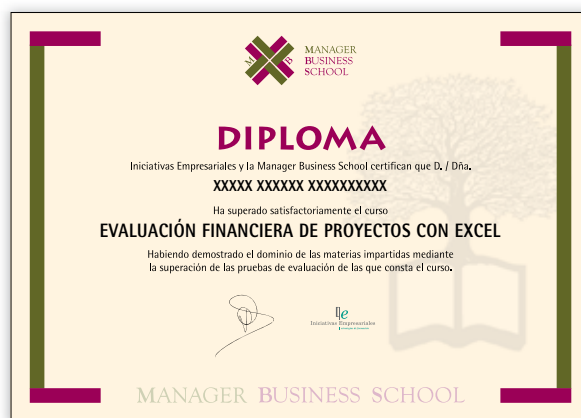 M B
MANAGER
BUSINESS
SCHOOL
DIPLOMA
Iniciativas Empresariales y la Manager Business School certifican que D. / Dña.
XXXXX XXXXXX XXXXXXXXXX
Ha superado satisfactoriamente el curso
EVALUACIÓN FINANCIERA DE PROYECTOS CON EXCEL
Habiendo demostrado el dominio de las materias impartidas mediante
la superación de las pruebas de evaluación de las que consta el curso.
Ie
Iniciativas Empresariales
MANAGER BUSINESS SCHOOL